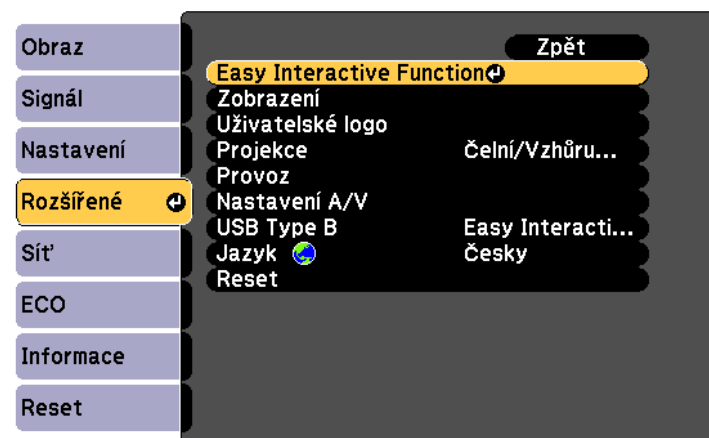 Obraz
Signál
Nastavení
Rozšířené
Síť
ECO
Informace
Reset
Zpět
Easy Interactive Function
Zobrazení
Uživatelské logo
Projekce Čelní/Vzhůru...
Provoz
Nastavení A/V
USB Type B Easy Interacti...
Jazyk Česky
Reset